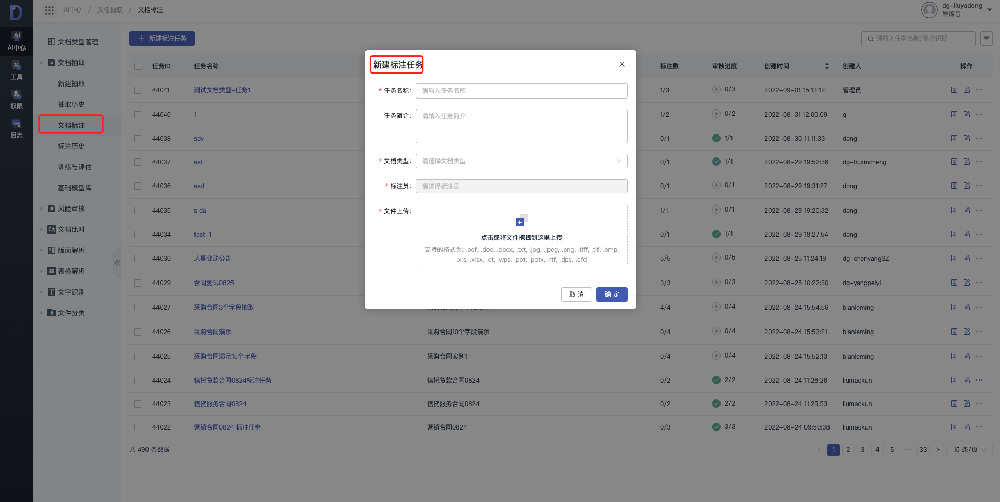 AI中心 / 文档抽取 / 文档标注
dg-liuyadong
管理员
AI
AI中心
工具
权限
日志
文档类型管理
文档抽取
新建抽取
抽取历史
文档标注
标注历史
训练与评估
基础模型库
风险审核
文档比对
版面解析
表格解析
文字识别
文件分类
新建标注任务
请输入任务名称/备注说明
任务ID 任务名称 标注数 审核进度 创建时间 创建人 操作
44041 测试文档类型-任务1 1/3 0/3 2022-09-01 15:13:12 管理员
44040 1 1/2 0/2 2022-08-31 12:00:09 q
44038 sdv 0/1 1/1 2022-08-30 11:11:33 dong
44037 asf 0/1 1/1 2022-08-29 19:52:36 dg-huxincheng
44036 asd 0/1 0/1 2022-08-29 19:31:27 dong
44035 s da 1/1 0/1 2022-08-29 19:20:32 dong
44034 test-1 0/1 1/1 2022-08-29 18:27:54 dong
44030 人事变动公告 5/5 0/5 2022-08-25 11:24:19 dg-chenyangSZ
44029 合同测试0825 3/3 0/3 2022-08-25 10:22:30 dg-yangpeiyi
44027 采购合同3个字段抽取 4/4 0/4 2022-08-24 15:54:56 bianleming
44026 采购合同演示 采购合同10个字段演示 0/4 0/4 2022-08-24 15:53:21 bianleming
44025 采购合同演示15个字段 采购合同实例1 0/4 0/4 2022-08-24 15:52:13 bianleming
44024 信托贷款合同0824标注任务 信托贷款合同0824 0/2 2/2 2022-08-24 11:26:26 liumaokun
44023 信贷服务合同0824 信贷服务合同0824 0/2 2/2 2022-08-24 11:25:53 liumaokun
44022 营销合同0824 标注任务 营销合同0824 0/3 3/3 2022-08-24 09:50:38 liumaokun
共 490 条数据
1 2 3 4 5 ••• 33 15 条/页
新建标注任务
* 任务名称: 请输入任务名称
任务简介: 请输入任务简介
* 文档类型: 请选择文档类型
* 标注员: 请选择标注员
* 文件上传:
点击或将文件拖拽到这里上传
支持的格式为: .pdf, .doc, .docx, .txt, .jpg, .jpeg, .png, .tiff, .tif, .bmp,
.xls, .xlsx, .et, .wps, .ppt, .pptx, .rtf, .dps, .ofd
取 消
确 定